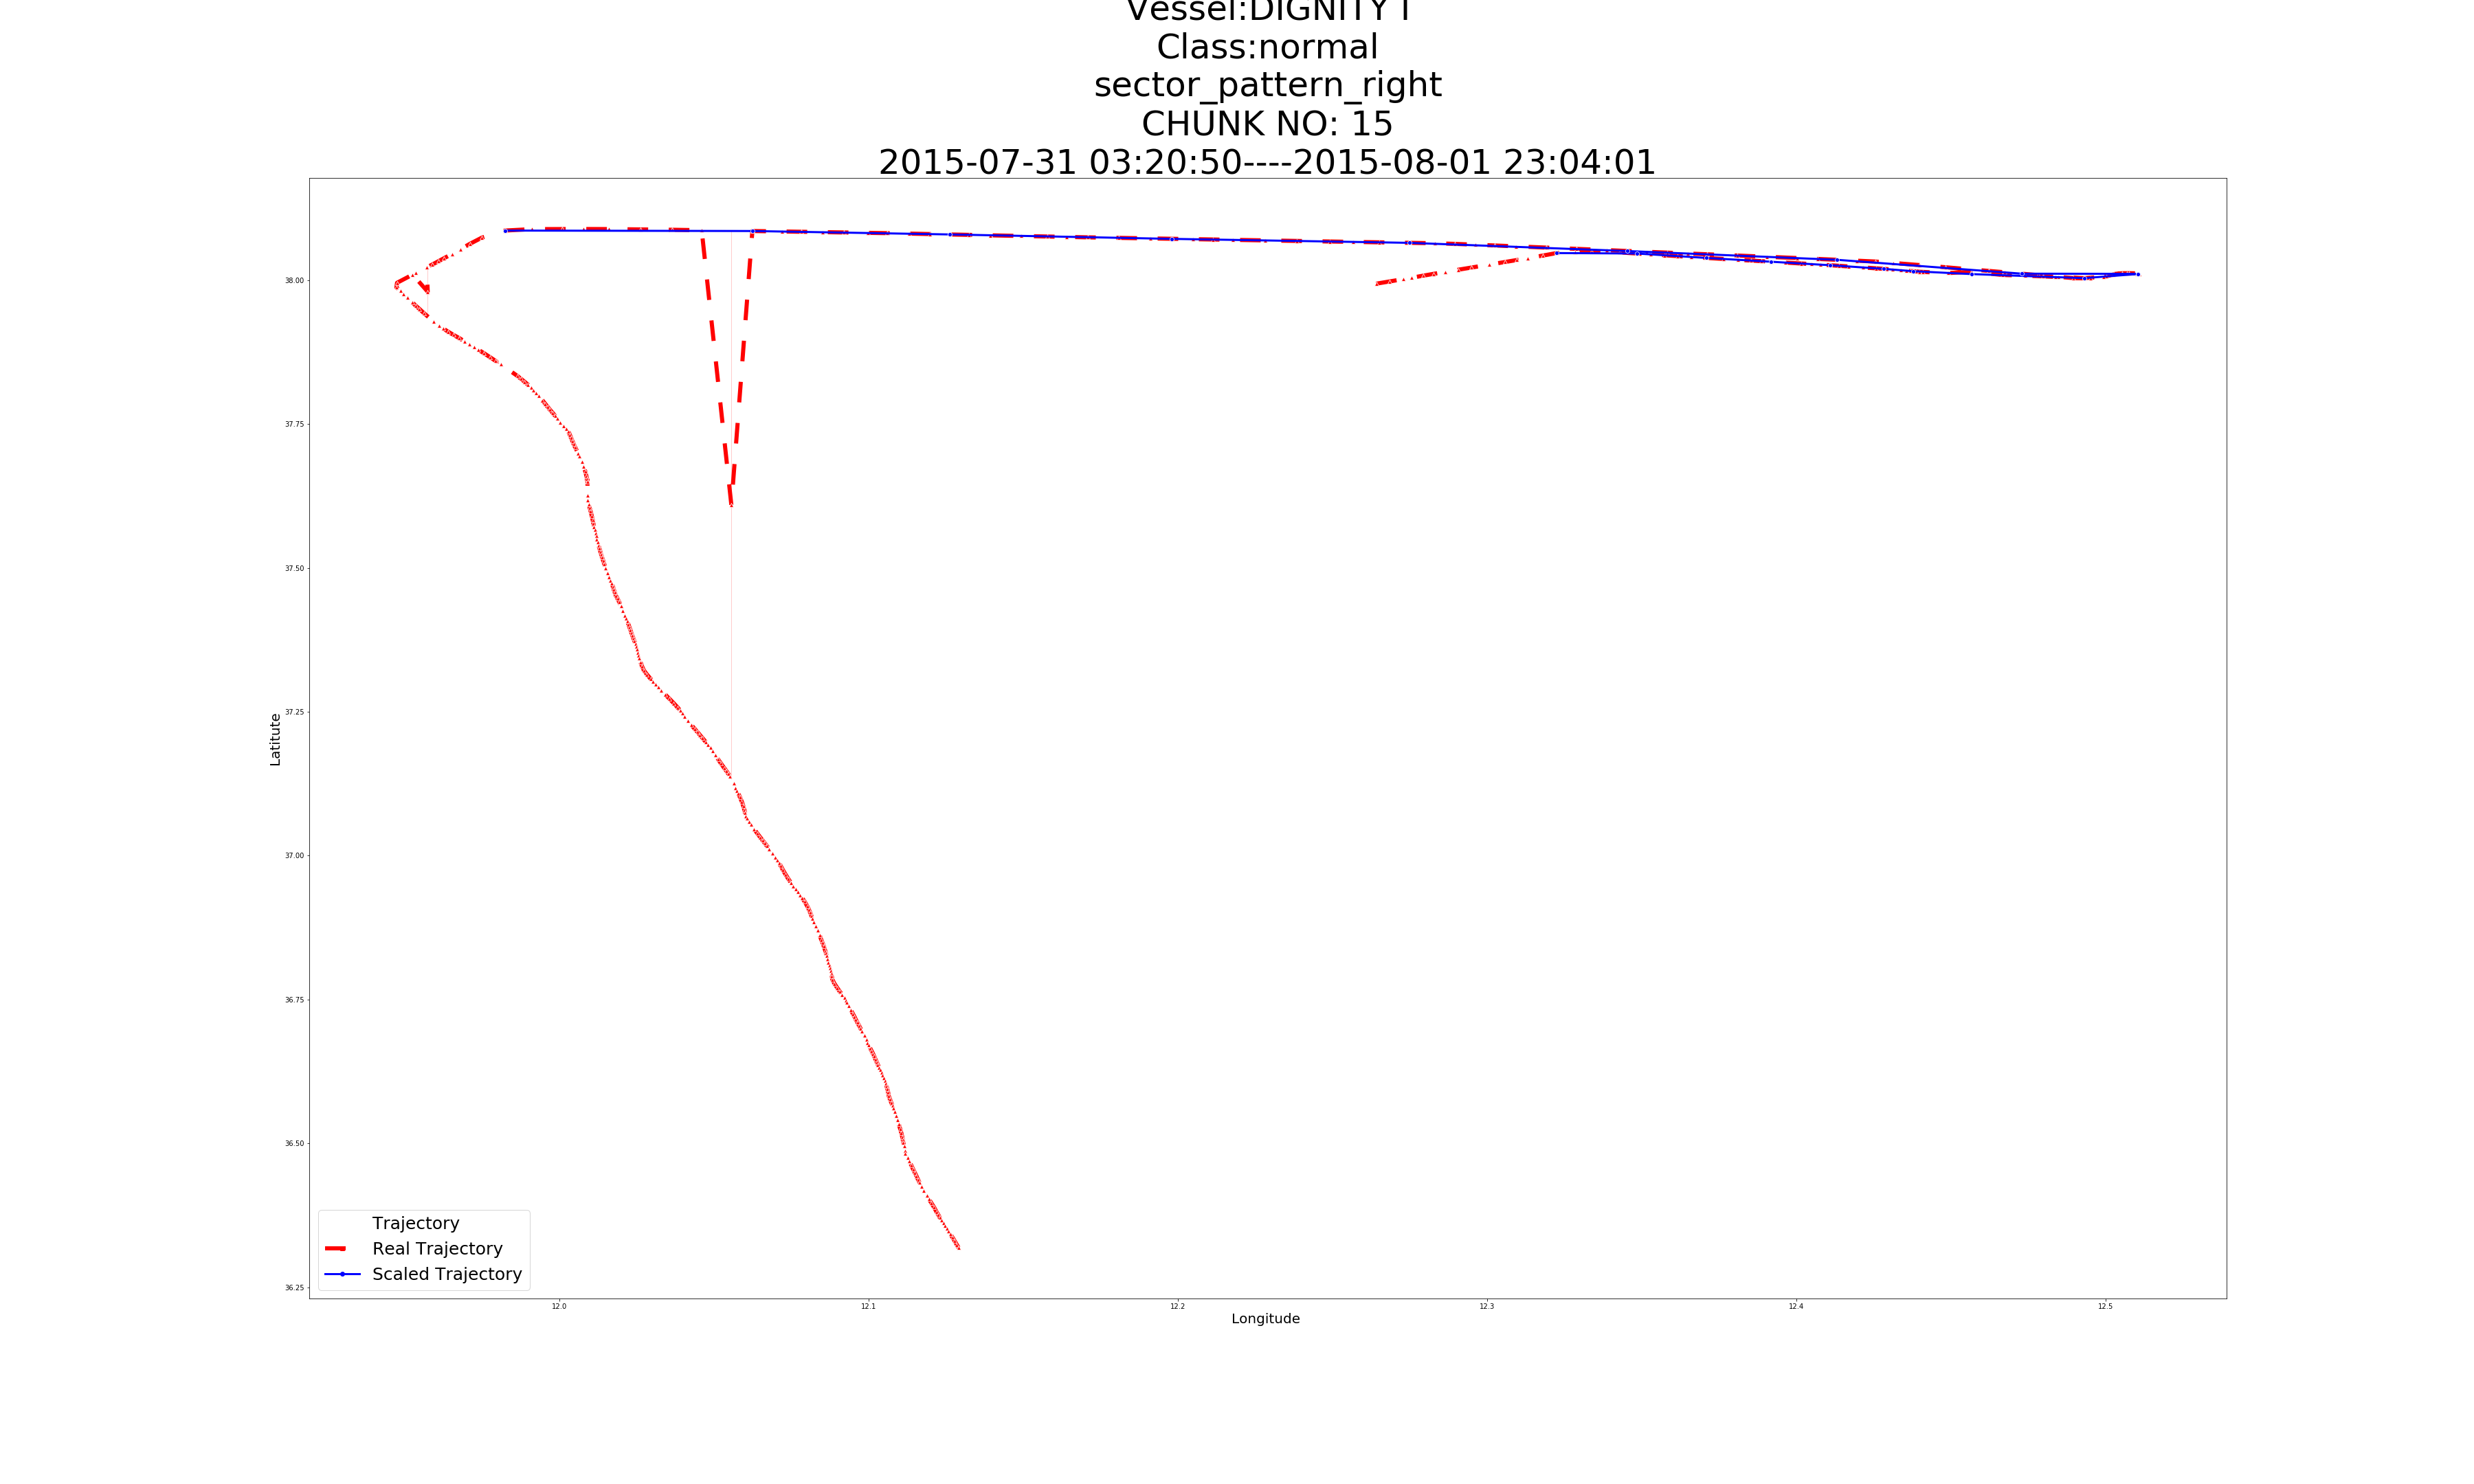 Vessel:DIGNITY I
Class:normal
sector_pattern_right
CHUNK NO: 15
2015-07-31 03:20:50----2015-08-01 23:04:01
38.00
37.75
37.50
37.25
37.00
36.75
36.50
36.25
Latitute
Trajectory
Real Trajectory
Scaled Trajectory
12.0
12.1
12.2
12.3
12.4
12.5
Longitude